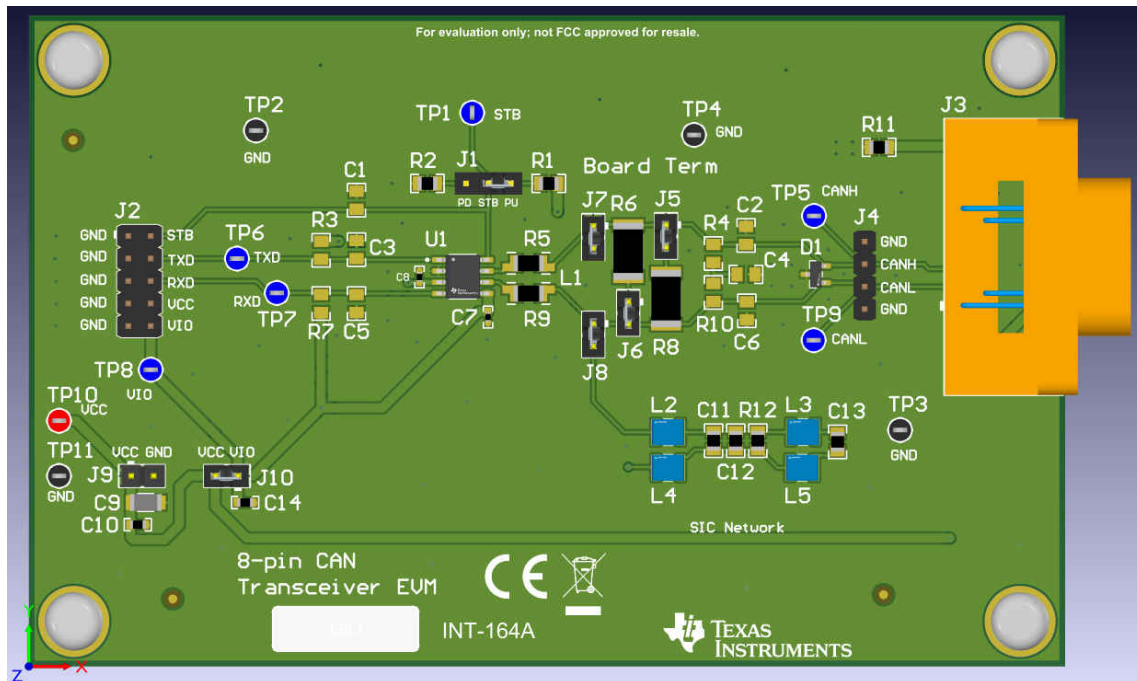 For evaluation only; not FCC approved for resale.
TP2
GND
TP1 STB
TP4
GND
J3
R11
R2 J1 R1
PD STB PU
Board Term
C1
J2
GND STB
GND TXD
GND RXD
GND VCC
GND VIO
TP6
TXD
RXD
TP7
R3
C3
R7 C5
U1
C8
C7
R5
L1
R9
J7 R6 J5
R4 C2
TP5 CANH
J4
GND
CANH
CANL
GND
D1
C4
R10 C6
TP9
CANL
J8 J6 R8
TP8
VIO
TP10
VCC
TP11
GND
VCC GND
J9
VCC VIO
J10
C9
C10
C14
L2 C11 R12 L3 C13
L4 C12 L5
TP3
GND
SIC Network
8-pin CAN
Transceiver EVM
CE
INT-164A
TEXAS
INSTRUMENTS
Y
Z X